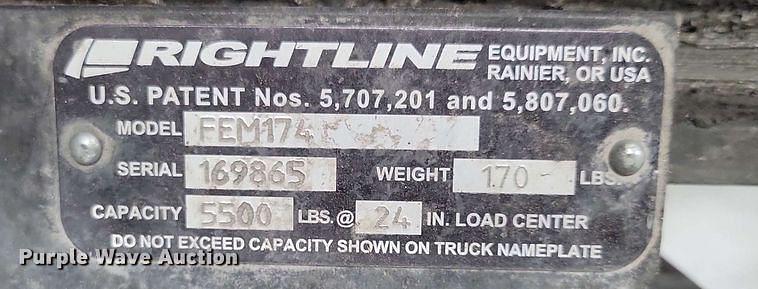 RIGHTLINE EQUIPMENT, INC.
RAINIER, OR USA
U.S. PATENT Nos. 5,707,201 and 5,807,060.
MODEL
SERIAL 169865 WEIGHT 170 LBS.
CAPACITY 5500 LBS. @ 24 IN. LOAD CENTER
DO NOT EXCEED CAPACITY SHOWN ON TRUCK NAMEPLATE
Purple Wave Auction